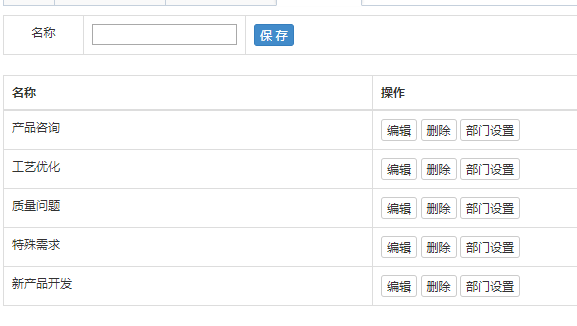 名称 保 存
名称 操作
产品咨询 编辑 删除 部门设置
工艺优化 编辑 删除 部门设置
质量问题 编辑 删除 部门设置
特殊需求 编辑 删除 部门设置
新产品开发 编辑 删除 部门设置